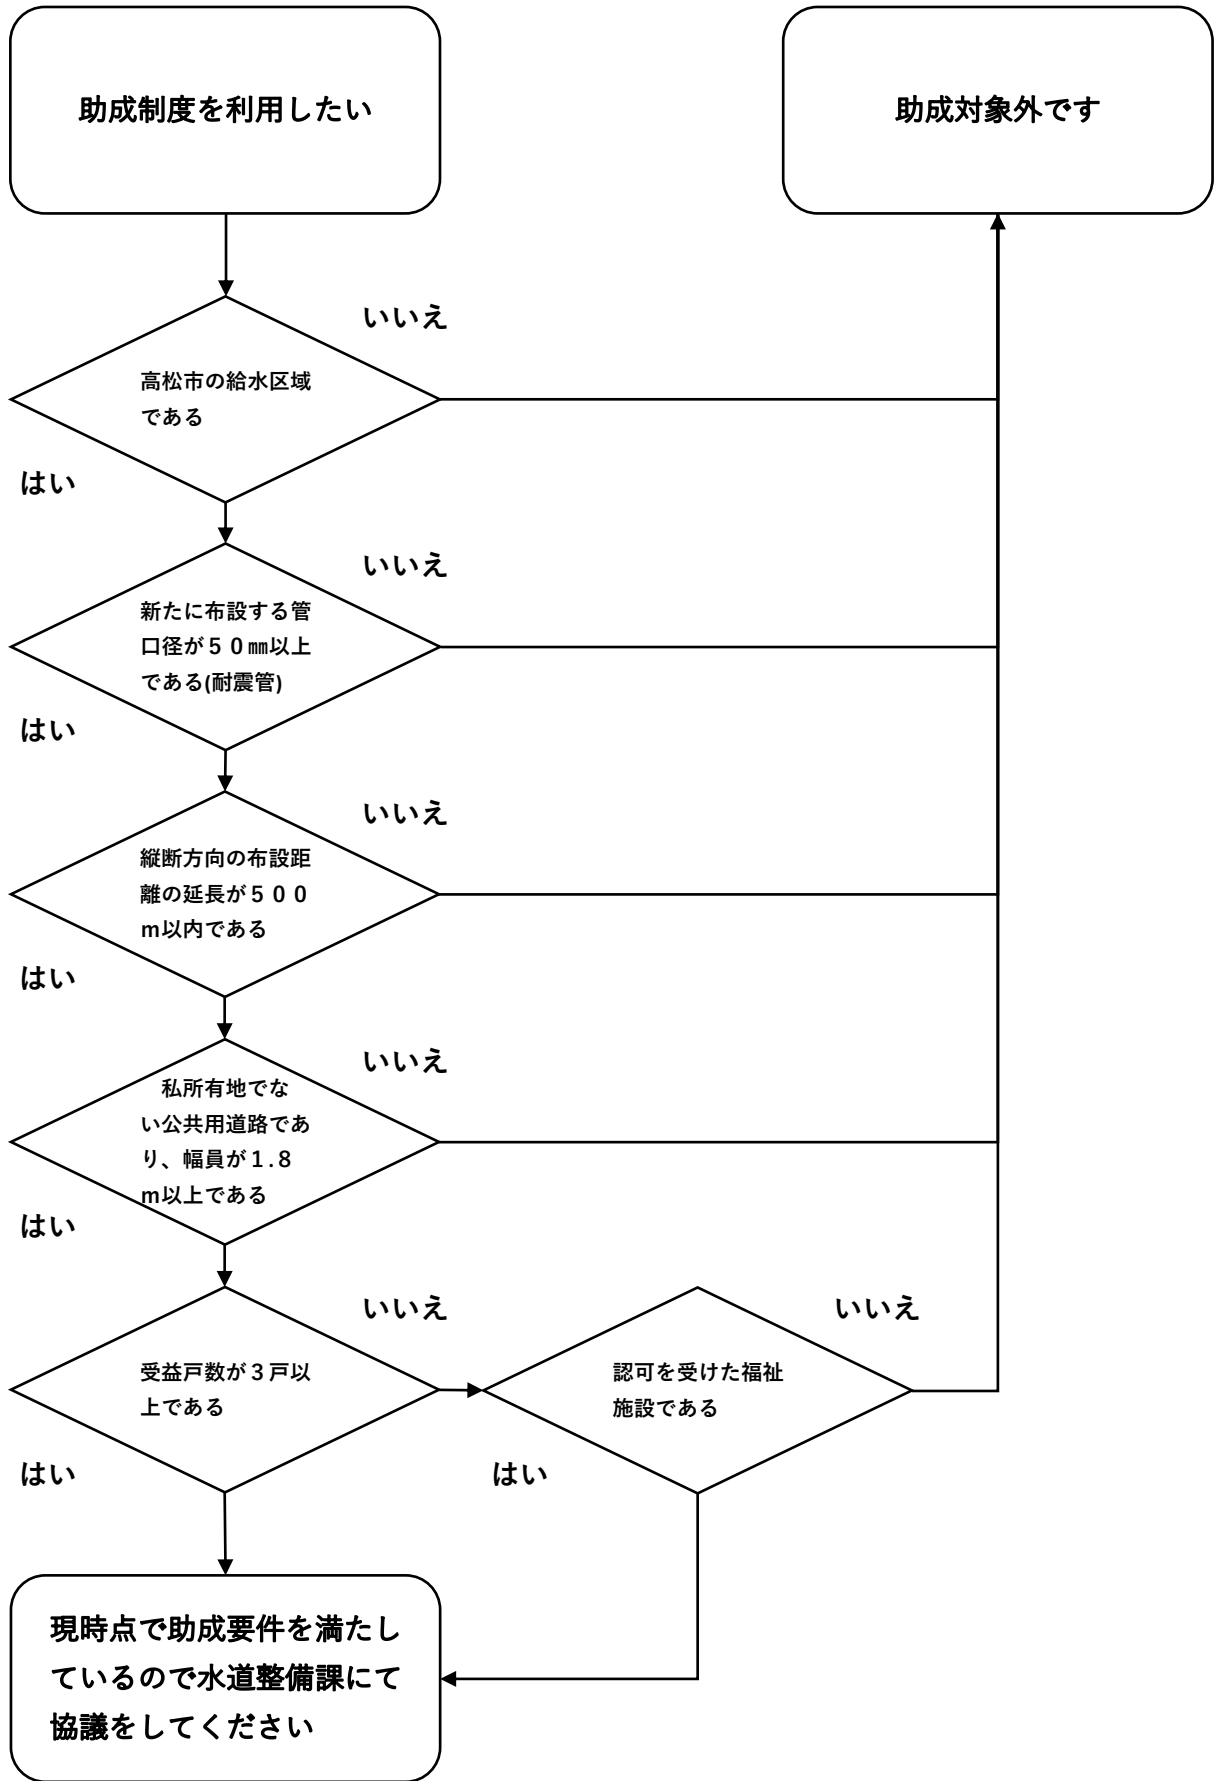 助成制度を利用したい
助成対象外です
いいえ
高松市の給水区域
である
はい
いいえ
新たに布設する管
口径が５０㎜以上
である(耐震管)
はい
いいえ
縦断方向の布設距
離の延長が５００
ｍ以内である
はい
いいえ
私所有地でな
い公共用道路であ
り、幅員が１.８
ｍ以上である
はい
いいえ
受益戸数が３戸以
上である
はい
いいえ
認可を受けた福祉
施設である
はい
現時点で助成要件を満たし
ているので水道整備課にて
協議をしてください